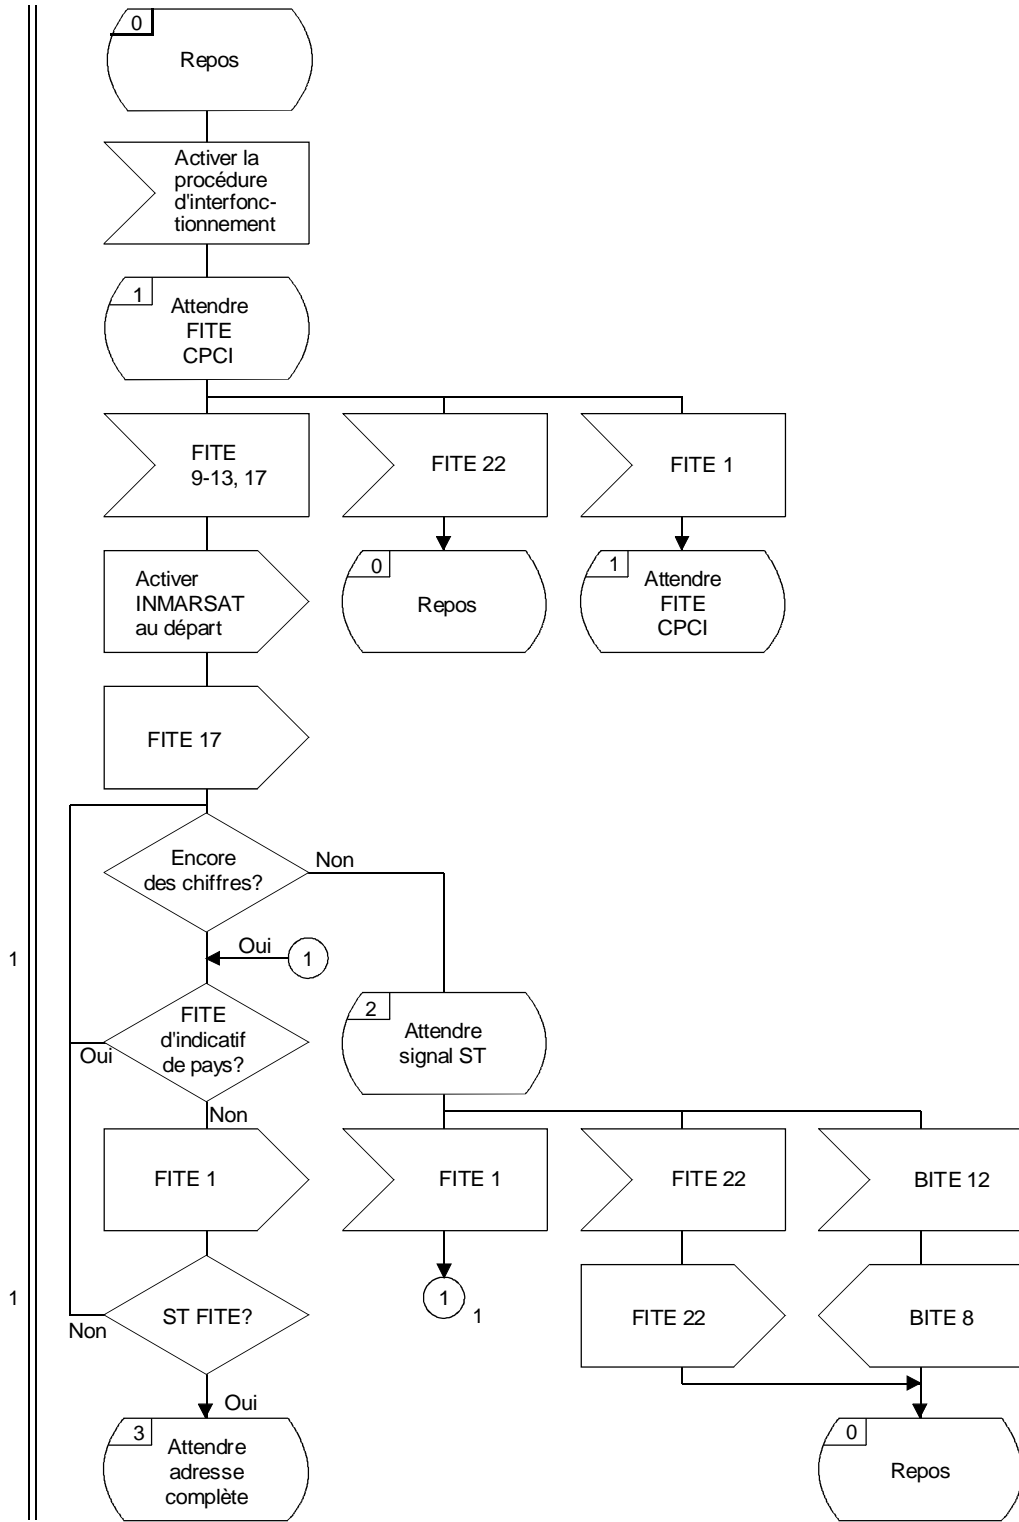 0
Repos
Activer la
procédure
d'interfonc-
tionnement
1
Attendre
FITE
CPCI
FITE
9-13, 17
FITE 22
FITE 1
Activer
INMARSAT
au départ
0
Repos
1
Attendre
FITE
CPCI
FITE 17
Encore
des chiffres?
Non
1
Oui
1
FITE
d'indicatif
de pays?
Oui
Non
2
Attendre
signal ST
FITE 1
FITE 1
FITE 22
BITE 12
1
ST FITE?
Non
Oui
1
1
FITE 22
BITE 8
3
Attendre
adresse
complète
0
Repos